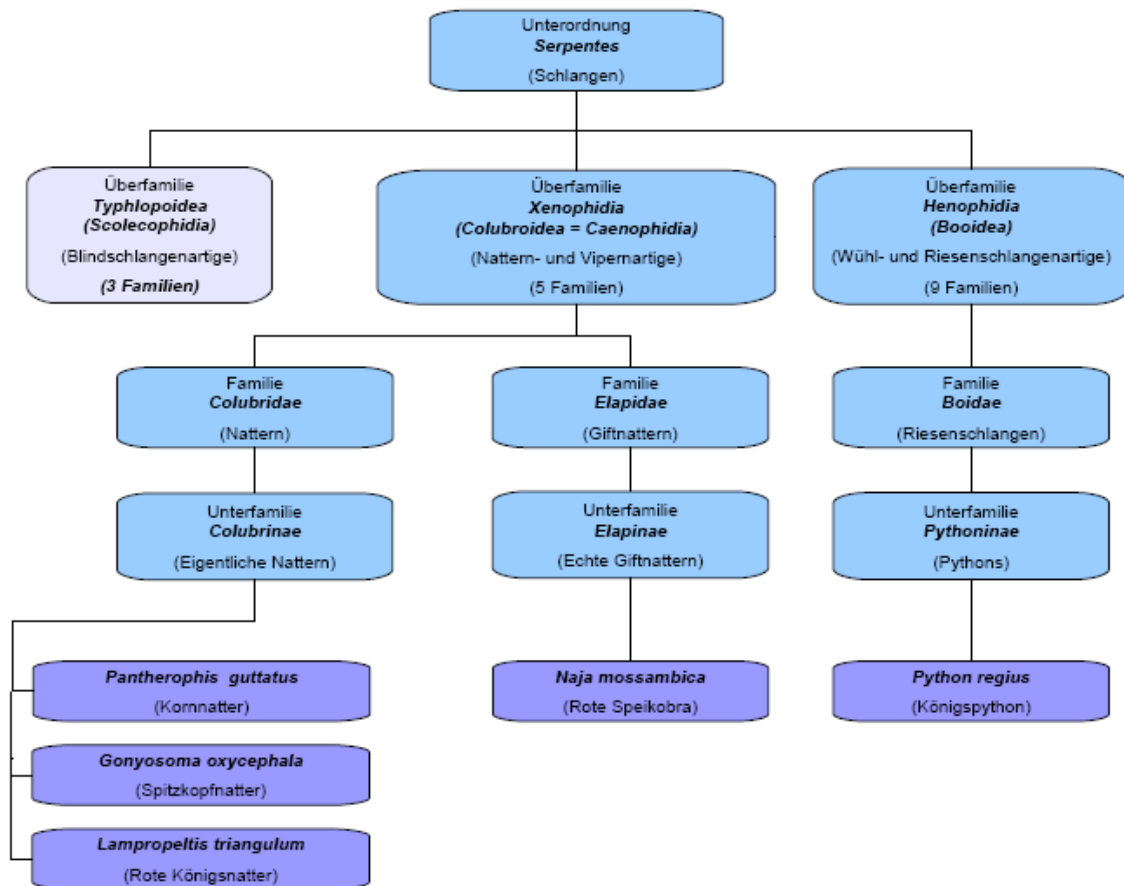 Unterordnung
Serpentes
(Schlangen)
Überfamilie
Typhlopoidea
(Scolecophidia)
(Blindschlangenartige)
(3 Familien)
Überfamilie
Xenophidia
(Colubroidea = Caenophidia)
(Nattern- und Vipernartige)
(5 Familien)
Überfamilie
Henophidia
(Booidea)
(Wühl- und Riesenschlangenartige)
(9 Familien)
Familie
Colubridae
(Nattern)
Familie
Elapidae
(Giftnattern)
Familie
Boidae
(Riesenschlangen)
Unterfamilie
Colubrinae
(Eigentliche Nattern)
Unterfamilie
Elapinae
(Echte Giftnattern)
Unterfamilie
Pythoninae
(Pythons)
Pantherophis guttatus
(Kornnatter)
Naja mossambica
(Rote Speikobra)
Python regius
(Königspython)
Gonyosoma oxycephala
(Spitzkopfnatter)
Lampropeltis triangulum
(Rote Königsnatter)